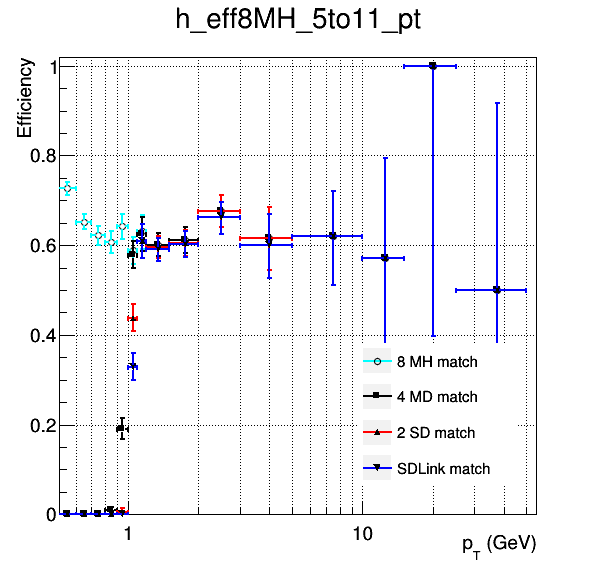 h_eff8MH_5to11_pt
Efficiency
1
0.8
0.6
0.4
0.2
0
8 MH match
4 MD match
2 SD match
SDLink match
1
10
p_T (GeV)